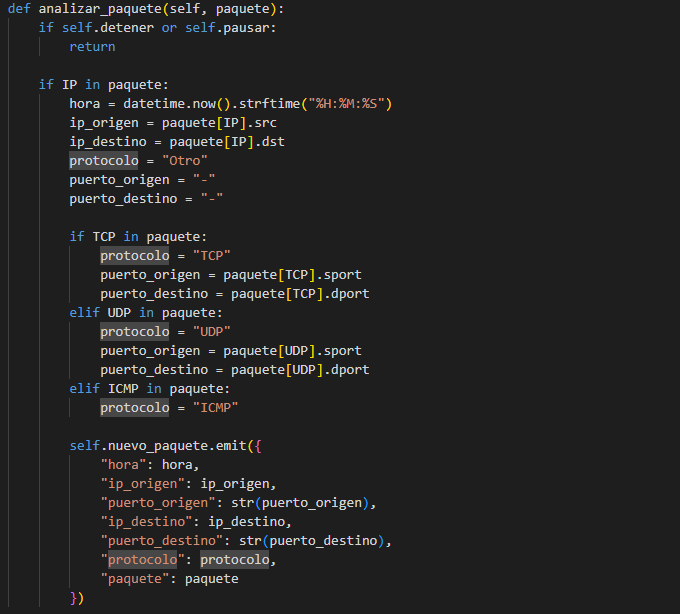 def analizar_paquete(self, paquete):
    if self.detener or self.pausar:
        return

    if IP in paquete:
        hora = datetime.now().strftime("%H:%M:%S")
        ip_origen = paquete[IP].src
        ip_destino = paquete[IP].dst
        protocolo = "Otro"
        puerto_origen = "-"
        puerto_destino = "-"

        if TCP in paquete:
            protocolo = "TCP"
            puerto_origen = paquete[TCP].sport
            puerto_destino = paquete[TCP].dport
        elif UDP in paquete:
            protocolo = "UDP"
            puerto_origen = paquete[UDP].sport
            puerto_destino = paquete[UDP].dport
        elif ICMP in paquete:
            protocolo = "ICMP"

        self.nuevo_paquete.emit({
            "hora": hora,
            "ip_origen": ip_origen,
            "puerto_origen": str(puerto_origen),
            "ip_destino": ip_destino,
            "puerto_destino": str(puerto_destino),
            "protocolo": protocolo,
            "paquete": paquete
        })